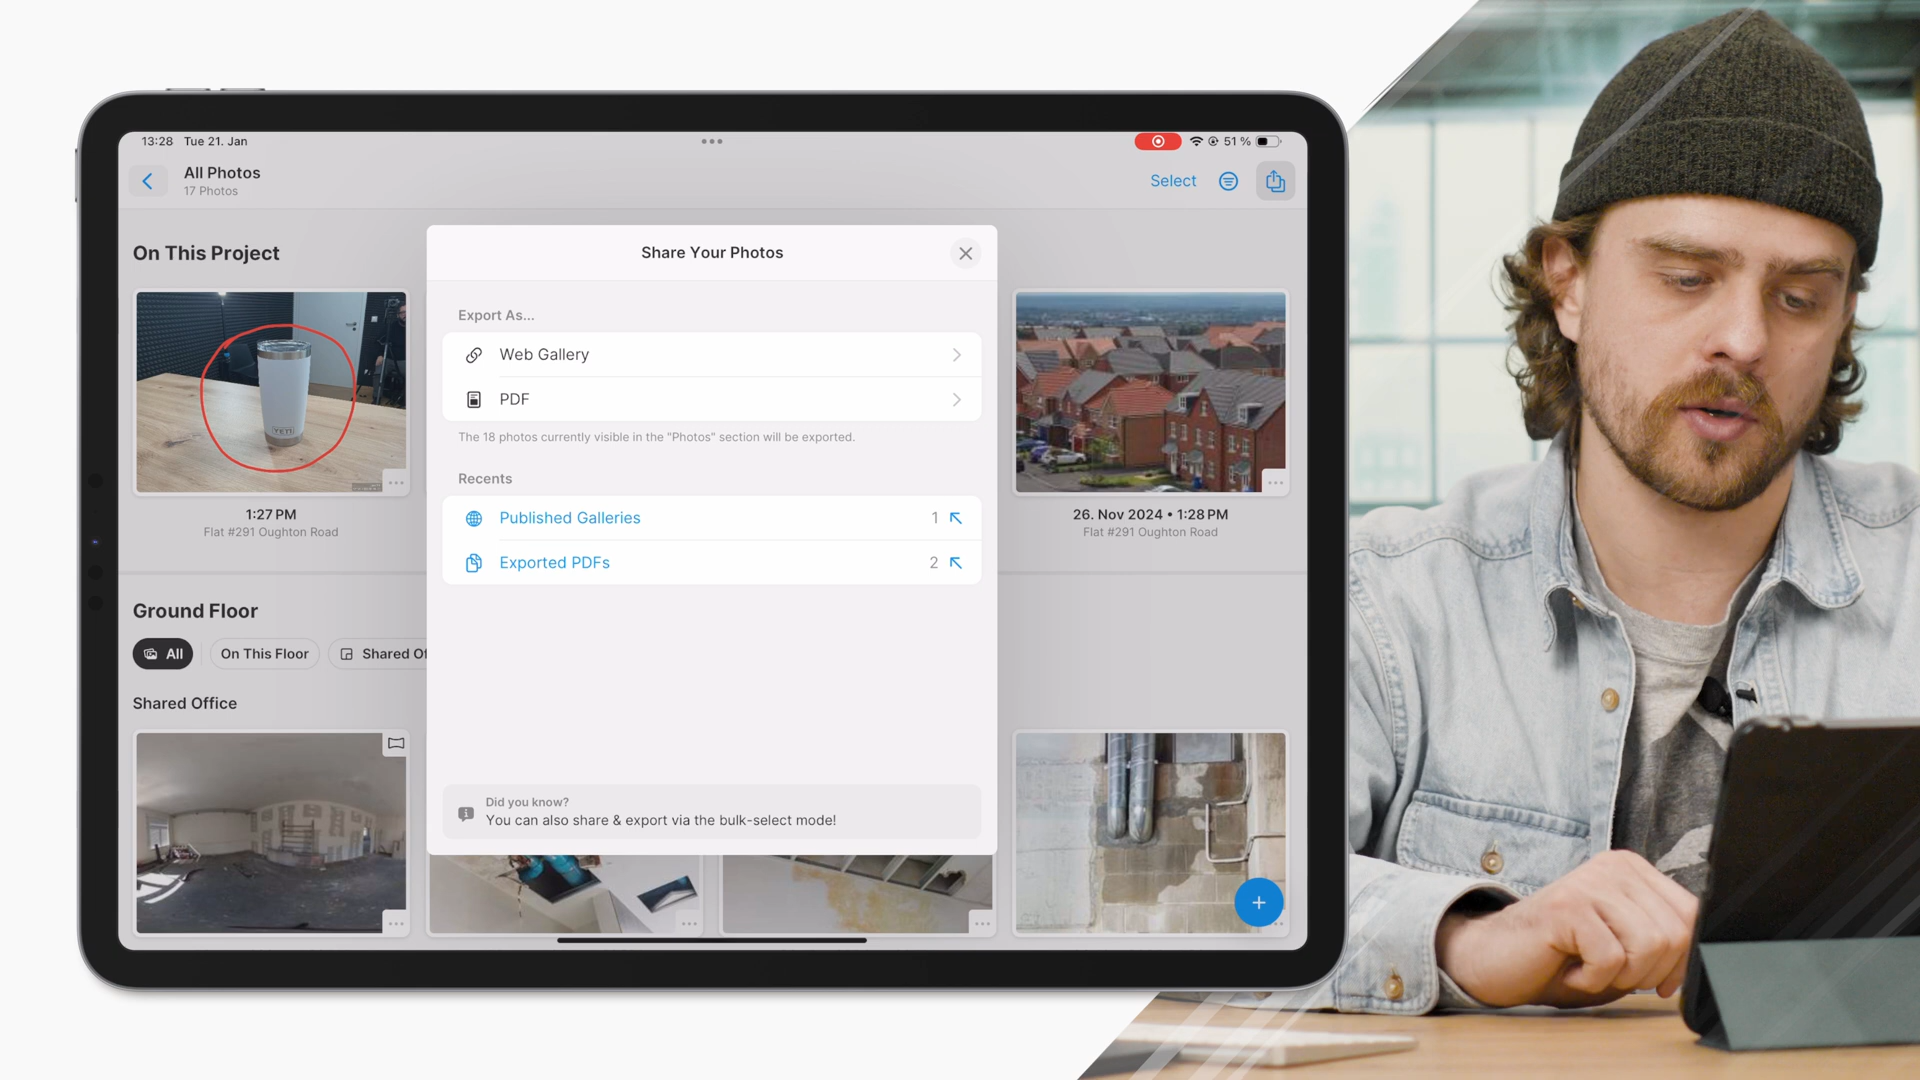 13:28 Tue 21. Jan
51 %
All Photos
17 Photos
Select
On This Project
Share Your Photos
Export As...
Web Gallery
PDF
The 18 photos currently visible in the "Photos" section will be exported.
Recents
Published Galleries 1
Exported PDFs 2
YETI
1:27 PM
Flat #291 Oughton Road
26. Nov 2024 • 1:28 PM
Flat #291 Oughton Road
Ground Floor
All
On This Floor
Shared Of
Shared Office
Did you know?
You can also share & export via the bulk-select mode!